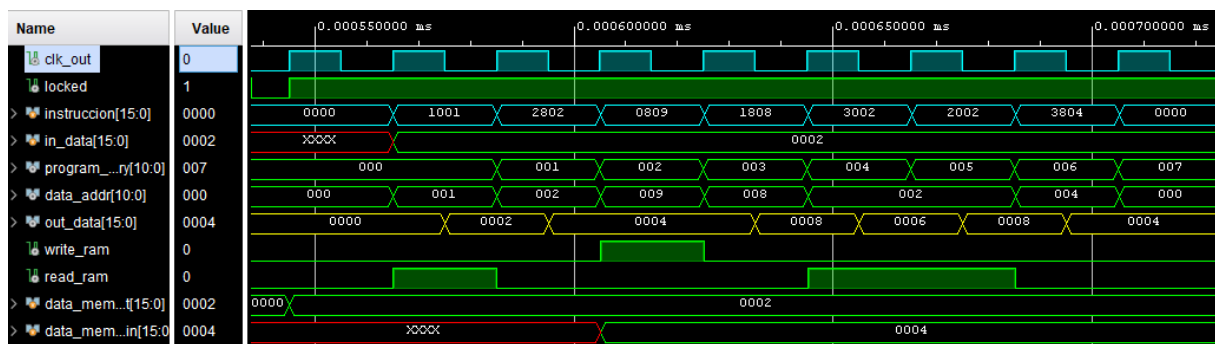 Name Value 0.000550000 ms 0.000600000 ms 0.000650000 ms 0.000700000 ms
clk_out 0
locked 1
instruccion[15:0] 0000 0000 1001 2802 0809 1808 3002 2002 3804 0000
in_data[15:0] 0002 XXXX 0002
program_...ry[10:0] 007 000 001 002 003 004 005 006 007
data_addr[10:0] 000 000 001 002 009 008 002 004 000
out_data[15:0] 0004 0000 0002 0004 0008 0006 0008 0004
write_ram 0
read_ram 0
data_mem...t[15:0] 0002 0000 0002
data_mem...in[15:0 0004 XXXX 0004